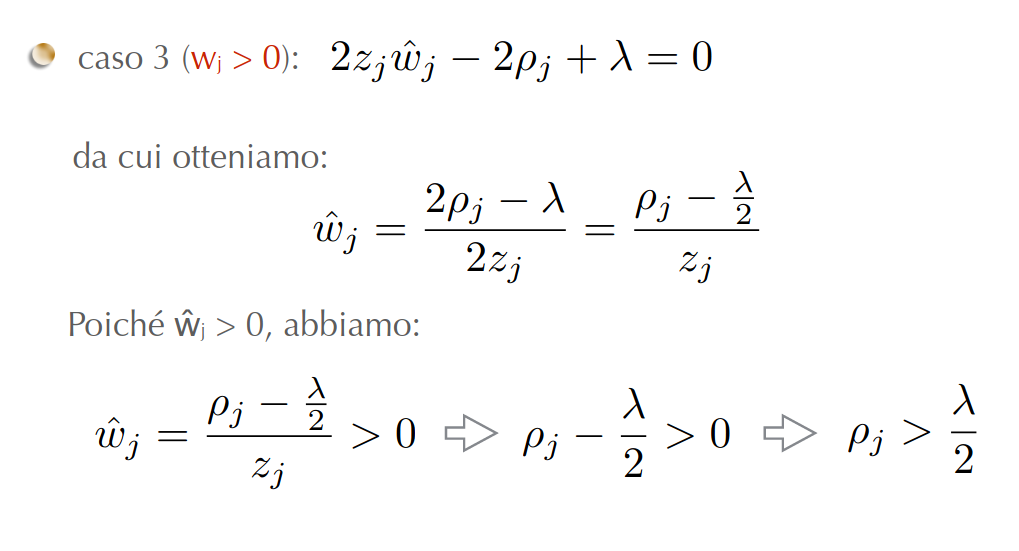 caso 3 (wⱼ > 0): 2zⱼŵⱼ − 2ρⱼ + λ = 0
da cui otteniamo:
ŵⱼ = (2ρⱼ − λ)/(2zⱼ) = (ρⱼ − λ/2)/zⱼ
Poiché ŵⱼ > 0, abbiamo:
ŵⱼ = (ρⱼ − λ/2)/zⱼ > 0 ⇨ ρⱼ − λ/2 > 0 ⇨ ρⱼ > λ/2